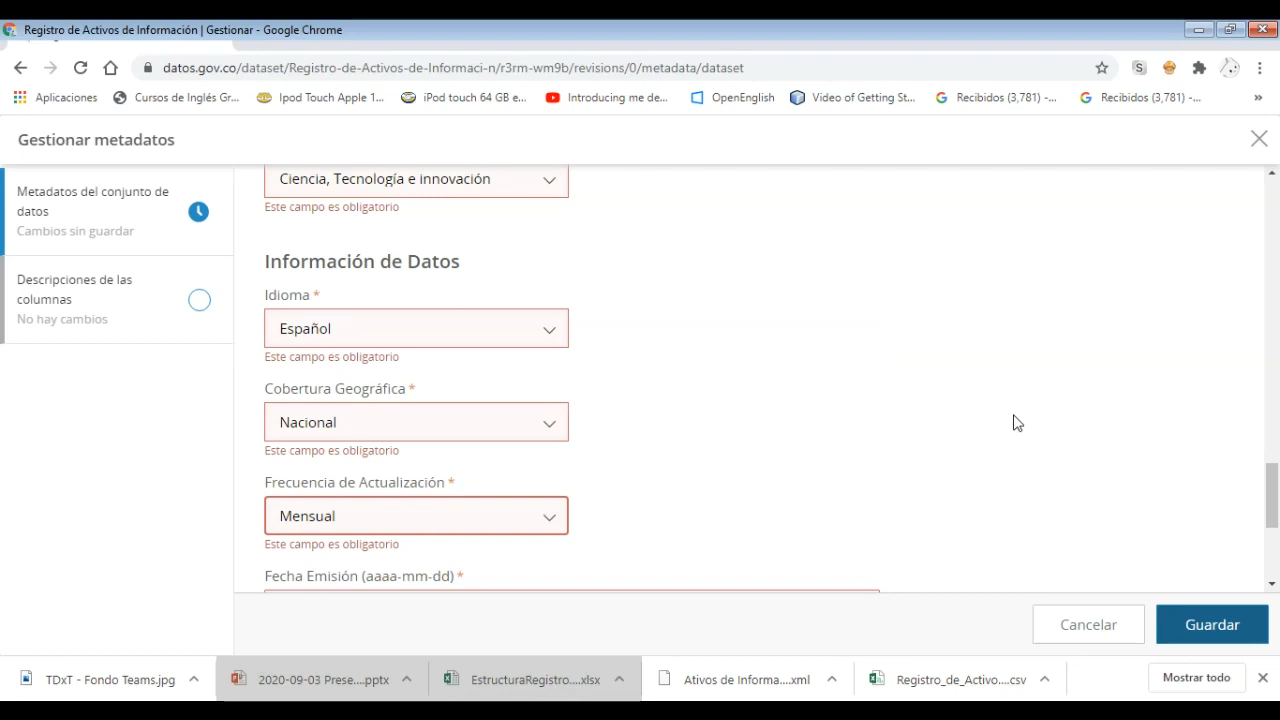 Registro de Activos de Información | Gestionar - Google Chrome
datos.gov.co/dataset/Registro-de-Activos-de-Informaci-n/r3rm-wm9b/revisions/0/metadata/dataset
Aplicaciones Cursos de Inglés Gr... Ipod Touch Apple 1... iPod touch 64 GB e... Introducing me de... OpenEnglish Video of Getting St... Recibidos (3,781) -... Recibidos (3,781) -... »
Gestionar metadatos
Metadatos del conjunto de
datos
Cambios sin guardar
Descripciones de las
columnas
No hay cambios
Ciencia, Tecnología e innovación
Este campo es obligatorio
Información de Datos
Idioma *
Español
Este campo es obligatorio
Cobertura Geográfica *
Nacional
Este campo es obligatorio
Frecuencia de Actualización *
Mensual
Este campo es obligatorio
Fecha Emisión (aaaa-mm-dd) *
Cancelar Guardar
TDxT - Fondo Teams.jpg 2020-09-03 Prese....pptx EstructuraRegistro....xlsx Ativos de Informa....xml Registro_de_Activo....csv Mostrar todo